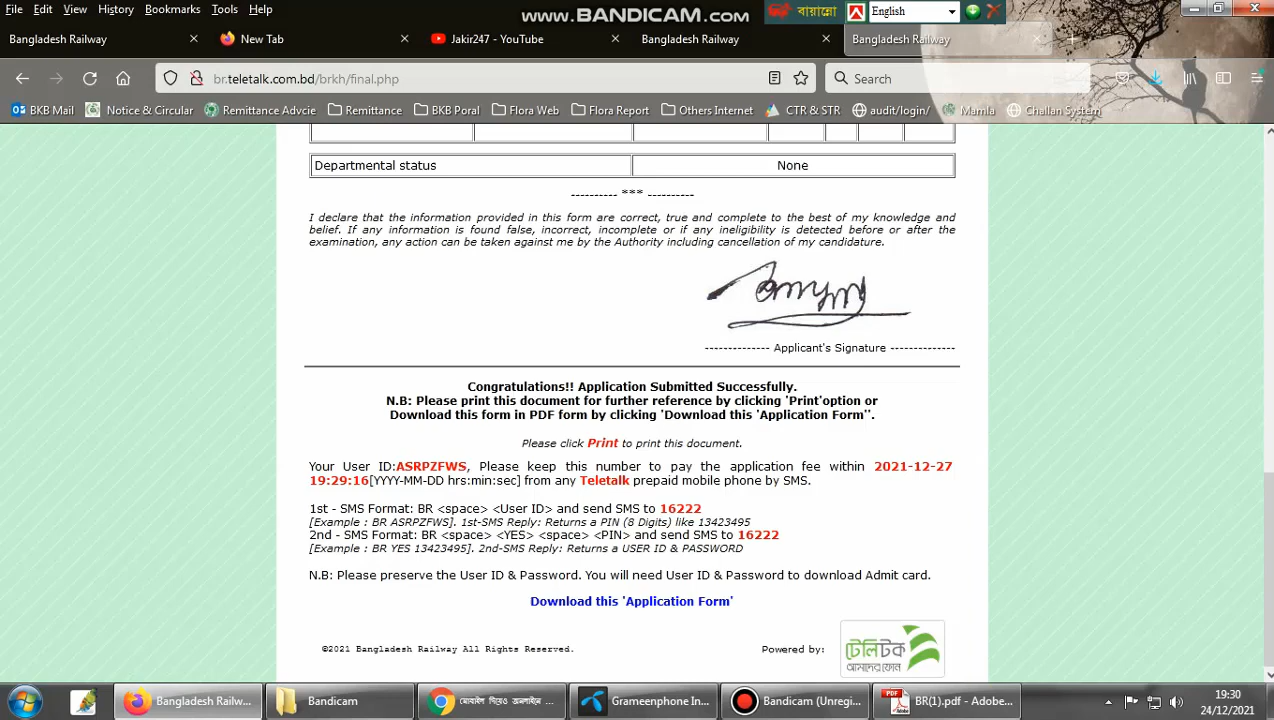 File Edit View History Bookmarks Tools Help
WWW.BANDICAM.COM
বায়ান্নো English
Bangladesh Railway
New Tab
Jakir247 - YouTube
Bangladesh Railway
Bangladesh Railway
br.teletalk.com.bd/brkh/final.php
Search
BKB Mail Notice & Circular Remittance Advcie Remittance BKB Poral Flora Web Flora Report Others Internet CTR & STR audit/login/ Mamla Challan System
Departmental status None
---------- *** ----------
I declare that the information provided in this form are correct, true and complete to the best of my knowledge and
belief. If any information is found false, incorrect, incomplete or if any ineligibility is detected before or after the
examination, any action can be taken against me by the Authority including cancellation of my candidature.
-------------- Applicant's Signature --------------
Congratulations!! Application Submitted Successfully.
N.B: Please print this document for further reference by clicking 'Print'option or
Download this form in PDF form by clicking 'Download this 'Application Form''.
Please click Print to print this document.
Your User ID:ASRPZFWS, Please keep this number to pay the application fee within 2021-12-27
19:29:16[YYYY-MM-DD hrs:min:sec] from any Teletalk prepaid mobile phone by SMS.
1st - SMS Format: BR <space> <User ID> and send SMS to 16222
[Example : BR ASRPZFWS]. 1st-SMS Reply: Returns a PIN (8 Digits) like 13423495
2nd - SMS Format: BR <space> <YES> <space> <PIN> and send SMS to 16222
[Example : BR YES 13423495]. 2nd-SMS Reply: Returns a USER ID & PASSWORD
N.B: Please preserve the User ID & Password. You will need User ID & Password to download Admit card.
Download this 'Application Form'
©2021 Bangladesh Railway All Rights Reserved.
Powered by:
টেলিটক
আমাদের ফোন
Bangladesh Railw...
Bandicam
মোবাইল দিয়েও অনলাইনে ...
Grameenphone In...
Bandicam (Unregi...
BR(1).pdf - Adobe...
19:30
24/12/2021